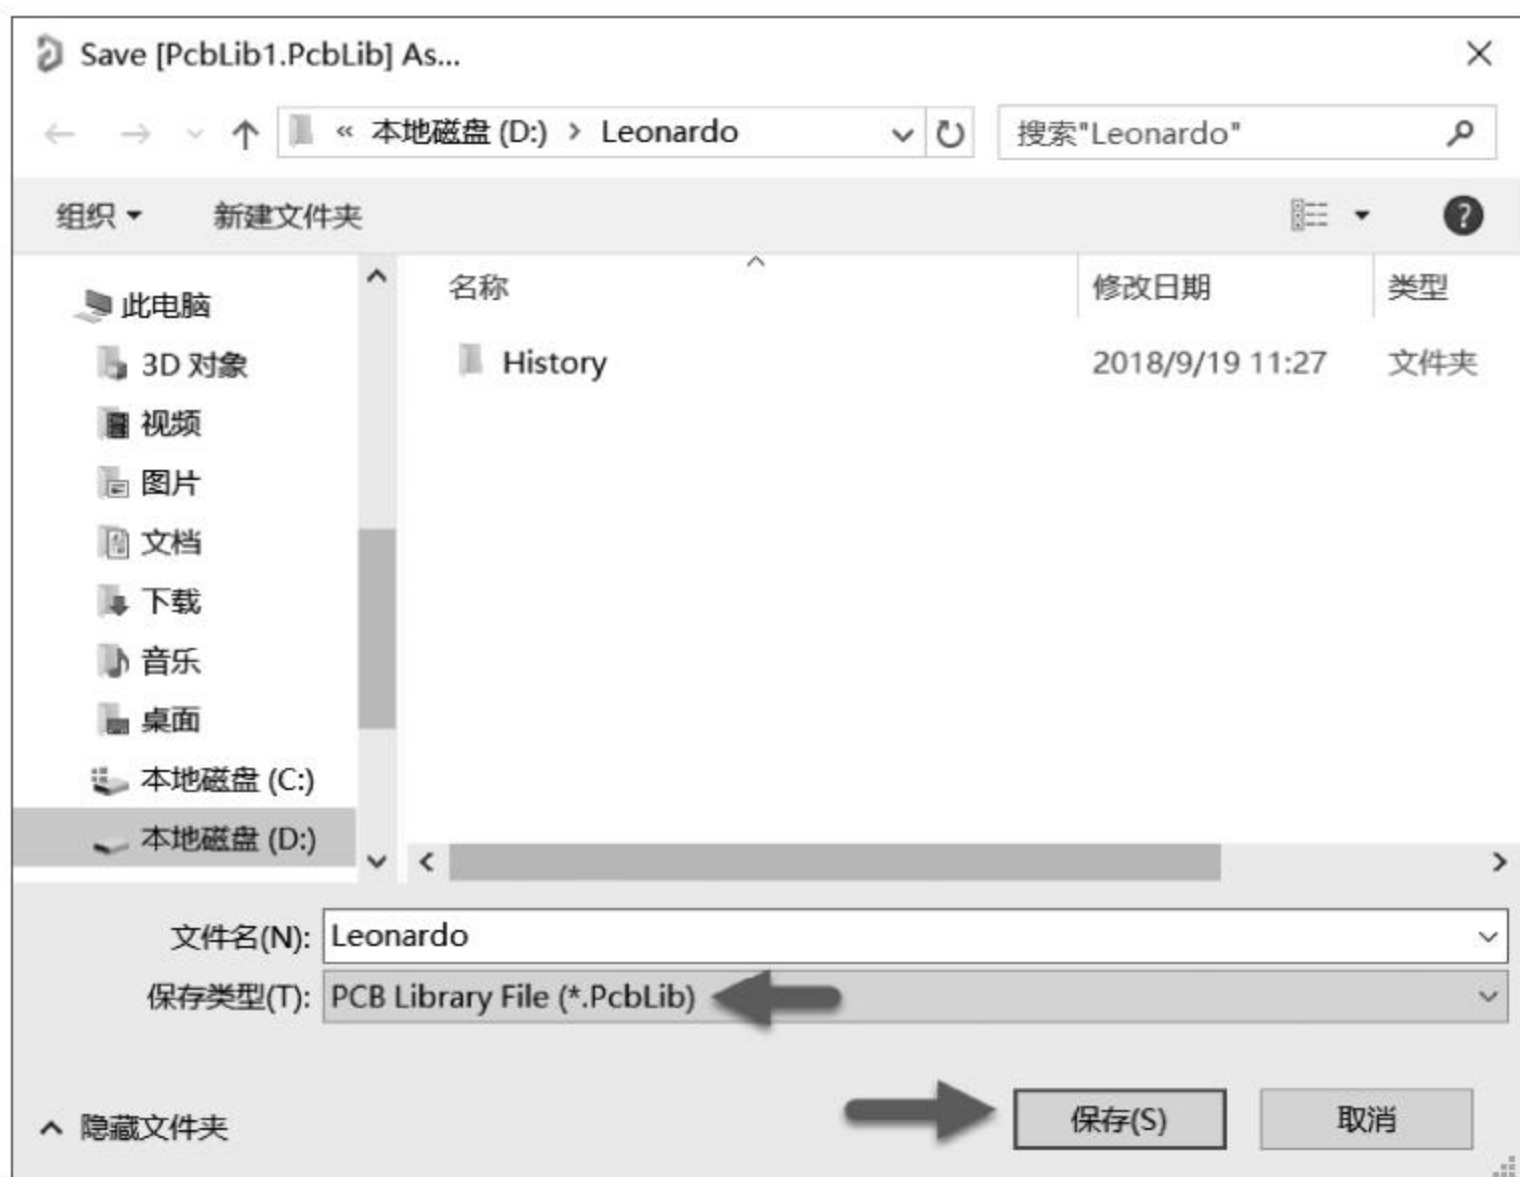 Save [PcbLib1.PcbLib] As...
« 本地磁盘 (D:) > Leonardo
搜索"Leonardo"
组织 新建文件夹
名称 修改日期 类型
此电脑
3D 对象
History 2018/9/19 11:27 文件夹
视频
图片
文档
下载
音乐
桌面
本地磁盘 (C:)
本地磁盘 (D:)
文件名(N): Leonardo
保存类型(T): PCB Library File (*.PcbLib)
隐藏文件夹
保存(S) 取消